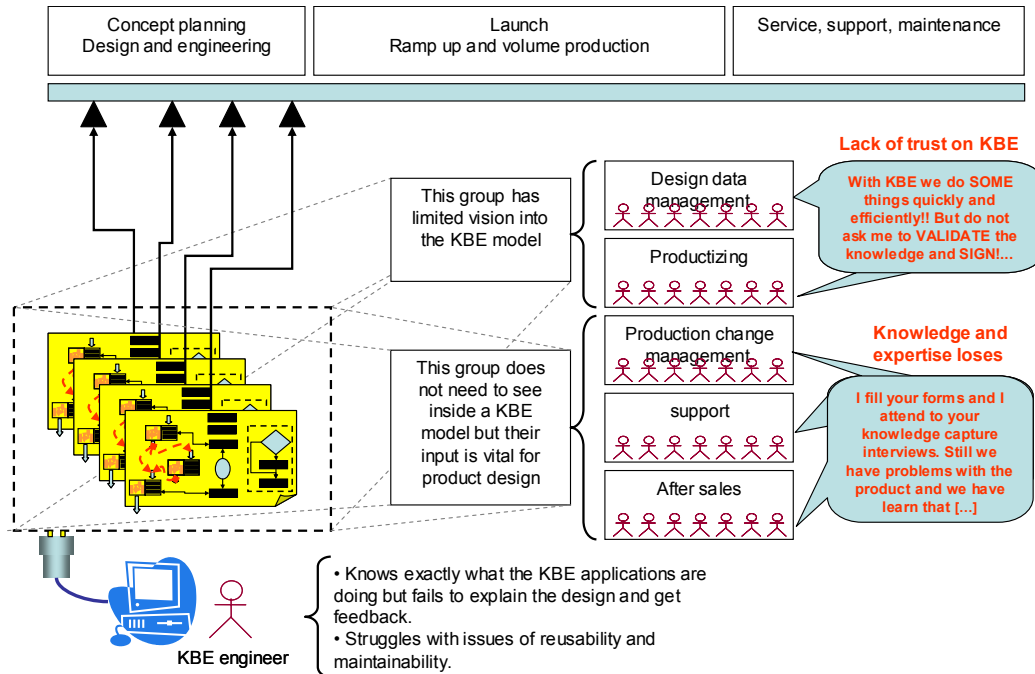 Concept planning
Design and engineering
Launch
Ramp up and volume production
Service, support, maintenance
Lack of trust on KBE
With KBE we do SOME
things quickly and
efficiently!! But do not
ask me to VALIDATE the
knowledge and SIGN!...
This group has
limited vision into
the KBE model
Design data
management
Productizing
This group does
not need to see
inside a KBE
model but their
input is vital for
product design
Production change
management
support
After sales
Knowledge and
expertise loses
I fill your forms and I
attend to your
knowledge capture
interviews. Still we
have problems with the
product and we have
learn that [...]
KBE engineer
• Knows exactly what the KBE applications are
doing but fails to explain the design and get
feedback.
• Struggles with issues of reusability and
maintainability.